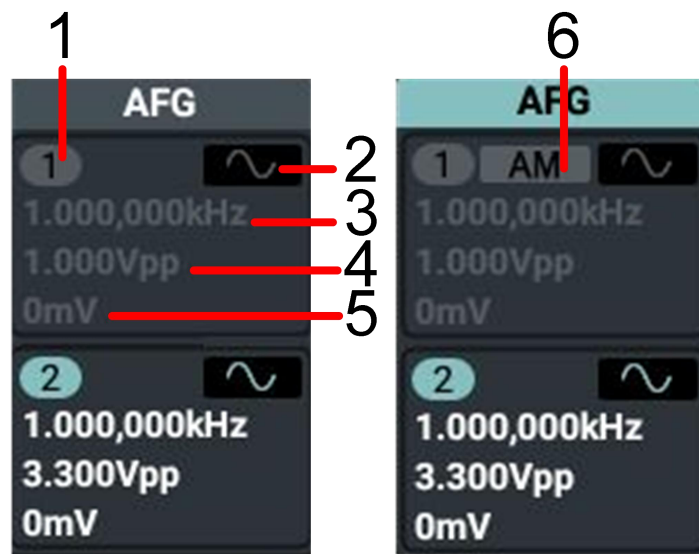 1
6
AFG
1
2
1.000,000kHz
3
1.000Vpp
4
0mV
5
2
1.000,000kHz
3.300Vpp
0mV
AFG
1 AM
1.000,000kHz
1.000Vpp
0mV
2
1.000,000kHz
3.300Vpp
0mV